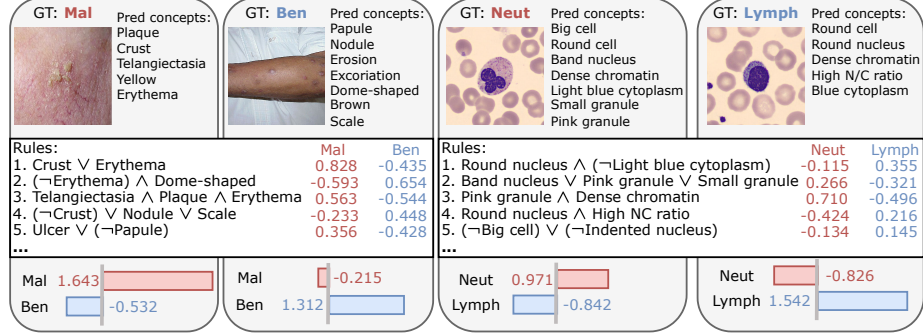 GT: Mal
Pred concepts:
Plaque
Crust
Telangiectasia
Yellow
Erythema
GT: Ben
Pred concepts:
Papule
Nodule
Erosion
Excoriation
Dome-shaped
Brown
Scale
GT: Neut
Pred concepts:
Big cell
Round cell
Band nucleus
Dense chromatin
Light blue cytoplasm
Small granule
Pink granule
GT: Lymph
Pred concepts:
Round cell
Round nucleus
Dense chromatin
High N/C ratio
Blue cytoplasm
Rules: Mal Ben
1. Crust ∨ Erythema 0.828 -0.435
2. (¬Erythema) ∧ Dome-shaped -0.593 0.654
3. Telangiectasia ∧ Plaque ∧ Erythema 0.563 -0.544
4. (¬Crust) ∨ Nodule ∨ Scale -0.233 0.448
5. Ulcer ∨ (¬Papule) 0.356 -0.428
...
Rules: Neut Lymph
1. Round nucleus ∧ (¬Light blue cytoplasm) -0.115 0.355
2. Band nucleus ∨ Pink granule ∨ Small granule 0.266 -0.321
3. Pink granule ∧ Dense chromatin 0.710 -0.496
4. Round nucleus ∧ High NC ratio -0.424 0.216
5. (¬Big cell) ∨ (¬Indented nucleus) -0.134 0.145
...
Mal 1.643
Ben -0.532
Mal -0.215
Ben 1.312
Neut 0.971
Lymph -0.842
Neut -0.826
Lymph 1.542